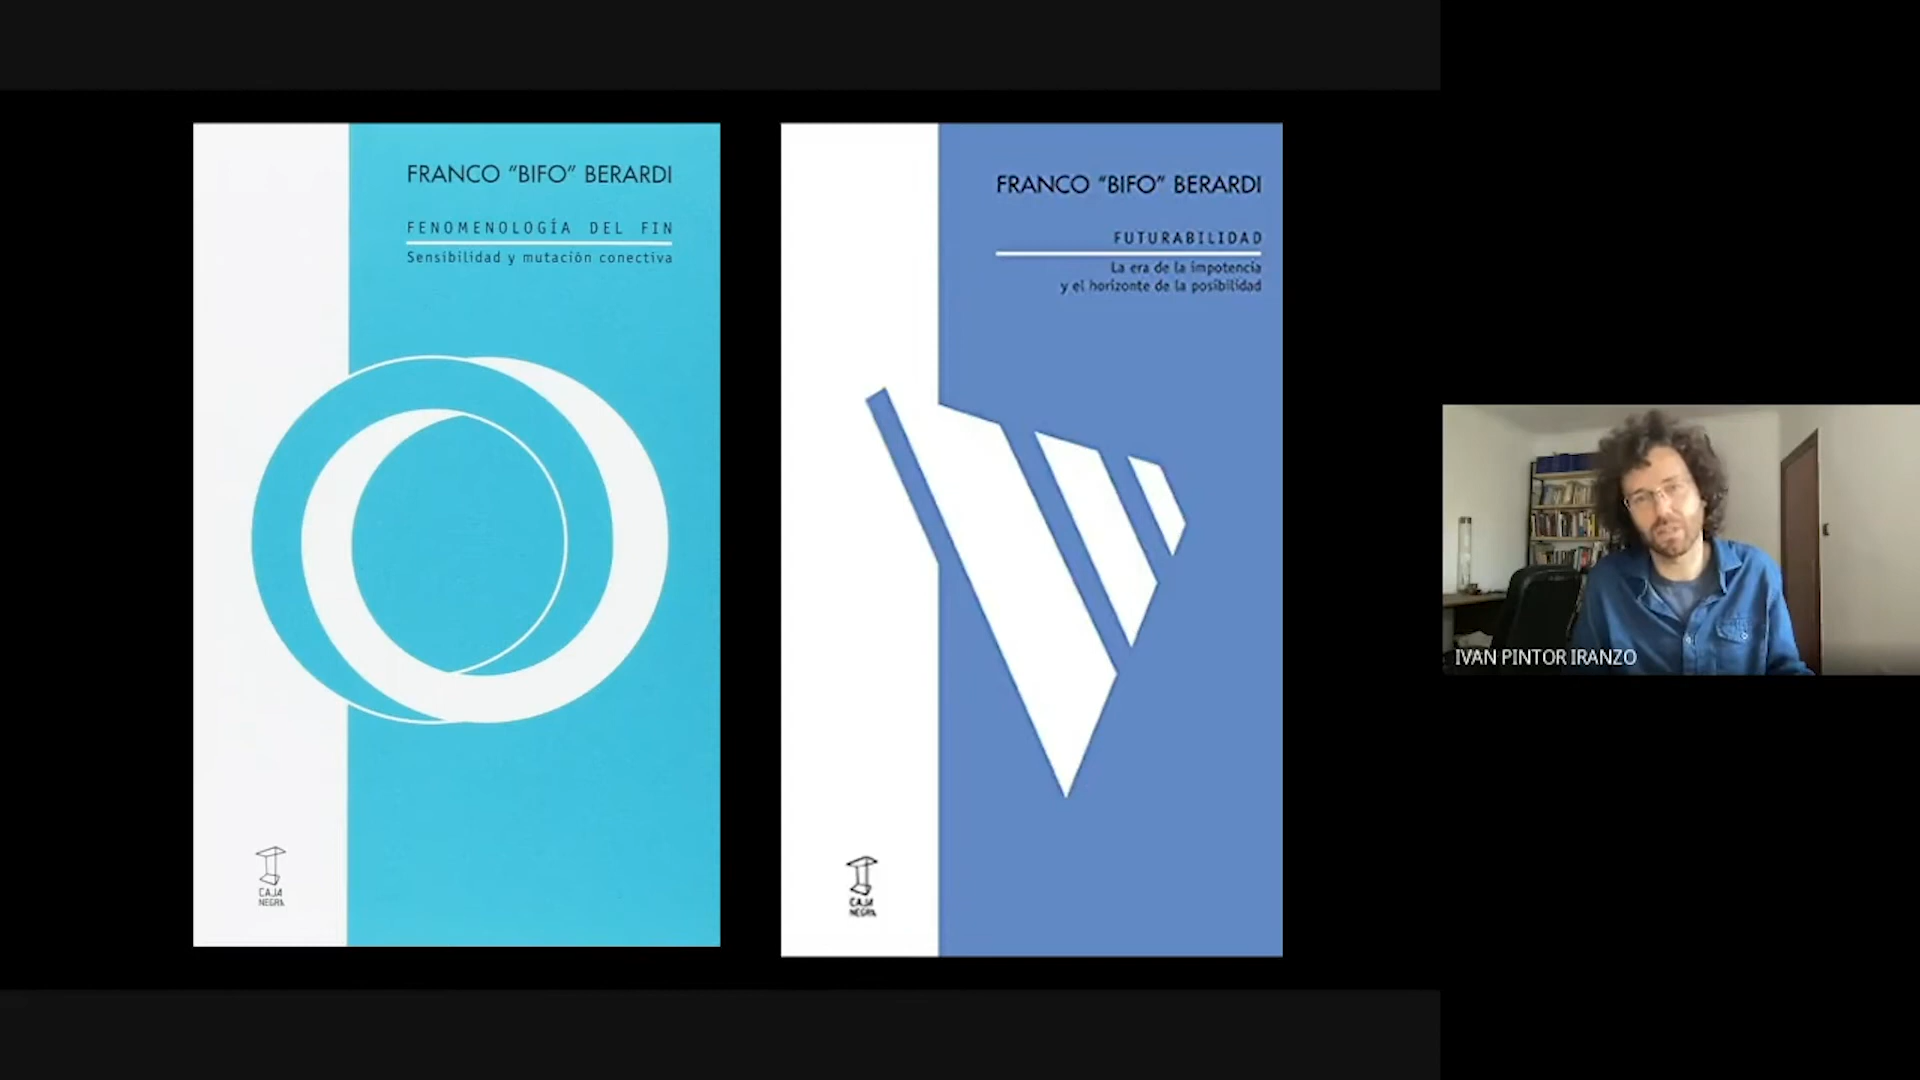 FRANCO “BIFO” BERARDI
FENOMENOLOGÍA DEL FIN
Sensibilidad y mutación conectiva
CAJA
NEGRA
FRANCO “BIFO” BERARDI
FUTURABILIDAD
La era de la impotencia
y el horizonte de la posibilidad
CAJA
NEGRA
IVAN PINTOR IRANZO